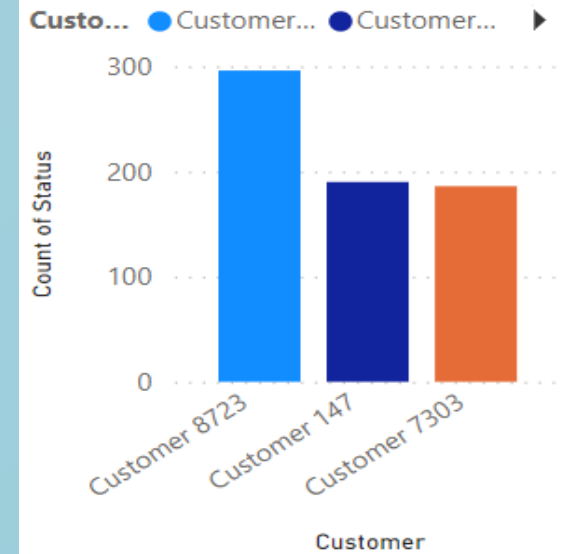 Custo... Customer... Customer...
300
200
100
0
Count of Status
Customer 8723
Customer 147
Customer 7303
Customer